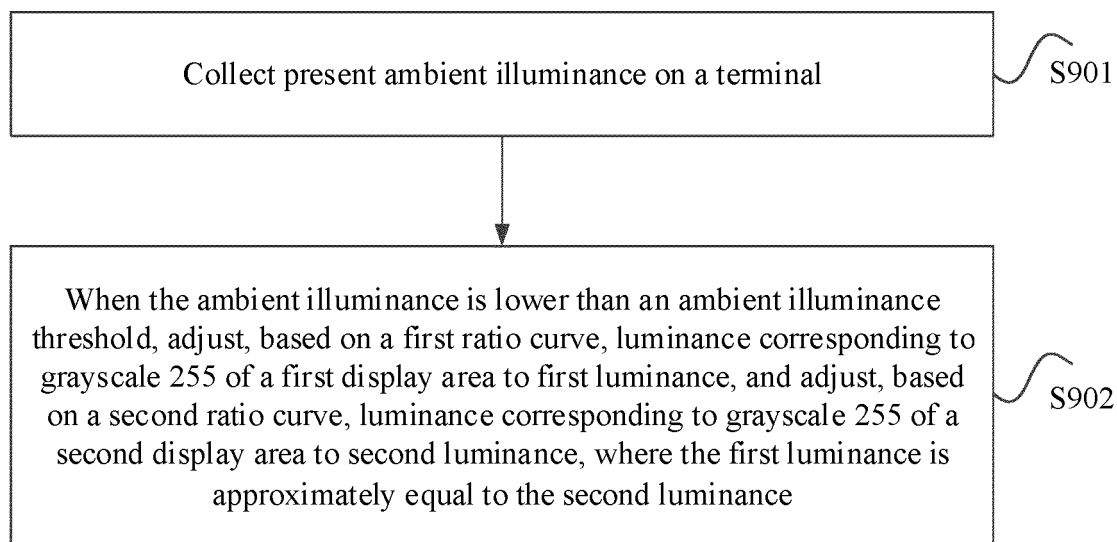 Collect present ambient illuminance on a terminal
S901
When the ambient illuminance is lower than an ambient illuminance
threshold, adjust, based on a first ratio curve, luminance corresponding to
grayscale 255 of a first display area to first luminance, and adjust, based
on a second ratio curve, luminance corresponding to grayscale 255 of a
second display area to second luminance, where the first luminance is
approximately equal to the second luminance
S902